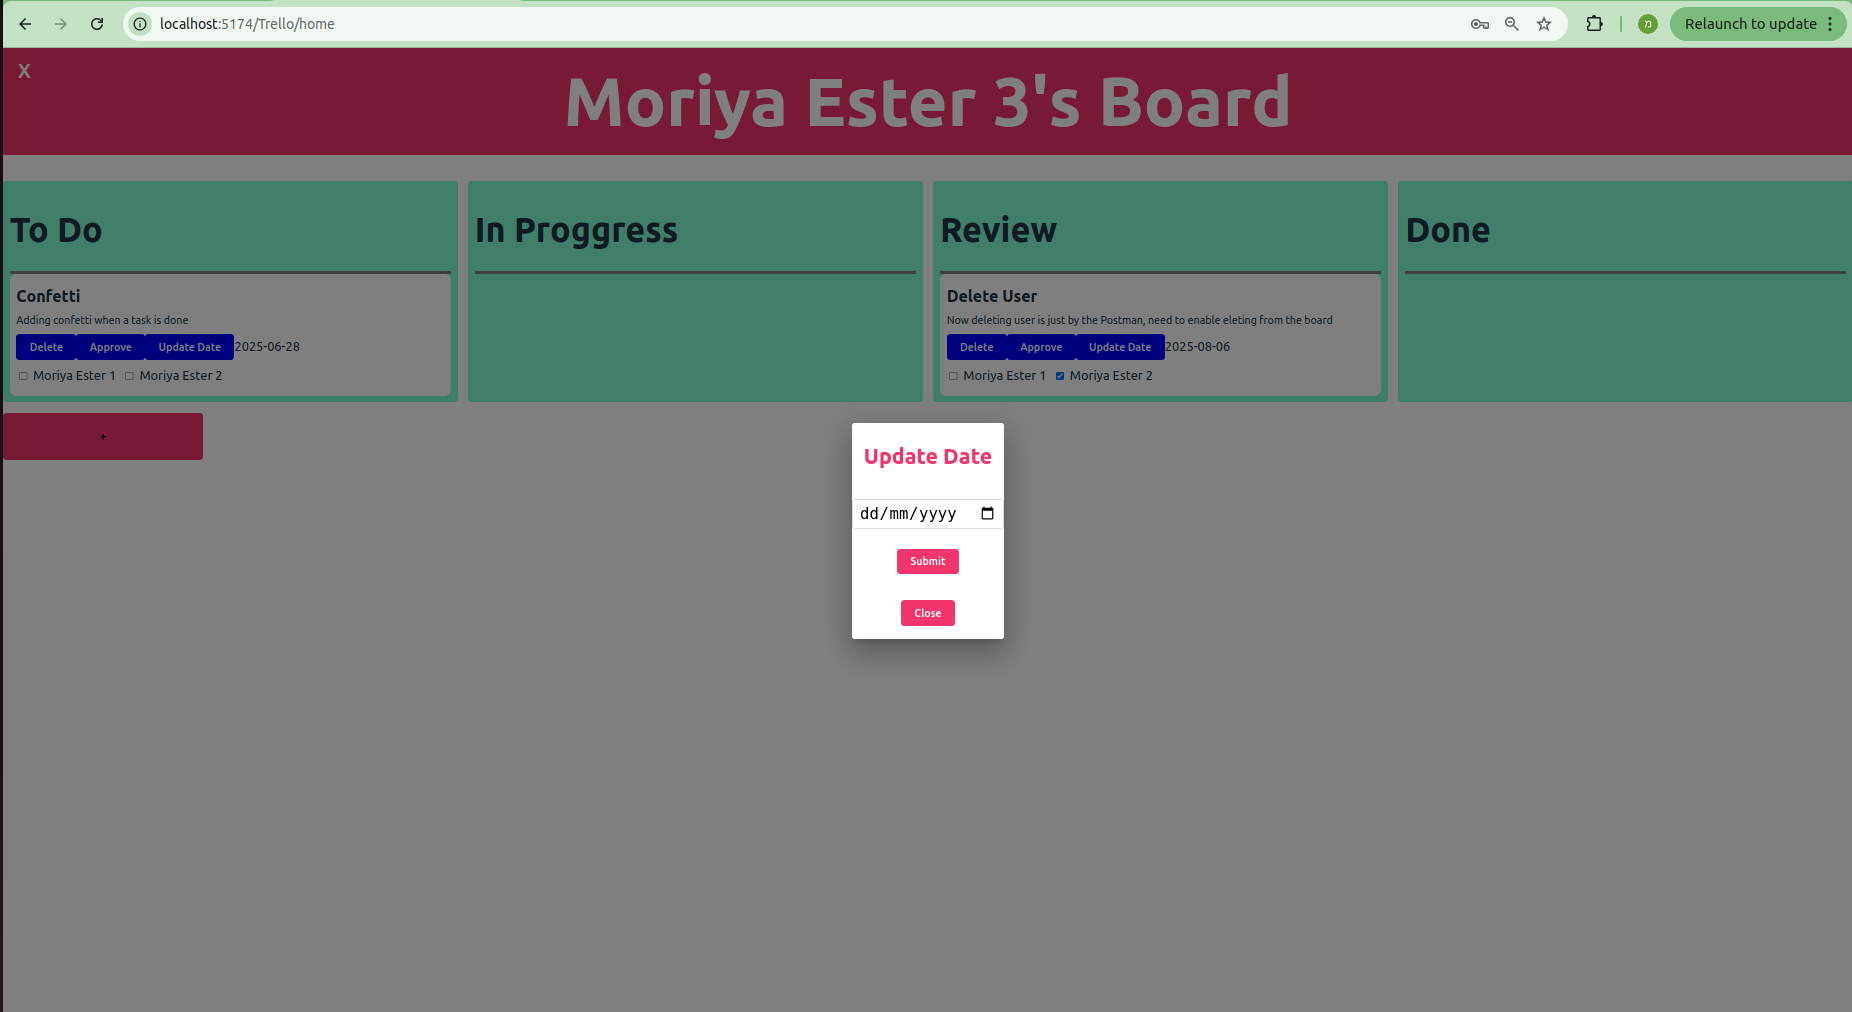 localhost:5174/Trello/home
מ
Relaunch to update
X
Moriya Ester 3's Board
To Do
Confetti
Adding confetti when a task is done
Delete Approve Update Date 2025-06-28
Moriya Ester 1 Moriya Ester 2
In Proggress
Review
Delete User
Now deleting user is just by the Postman, need to enable eleting from the board
Delete Approve Update Date 2025-08-06
Moriya Ester 1 Moriya Ester 2
Done
+
Update Date
dd/mm/yyyy
Submit
Close